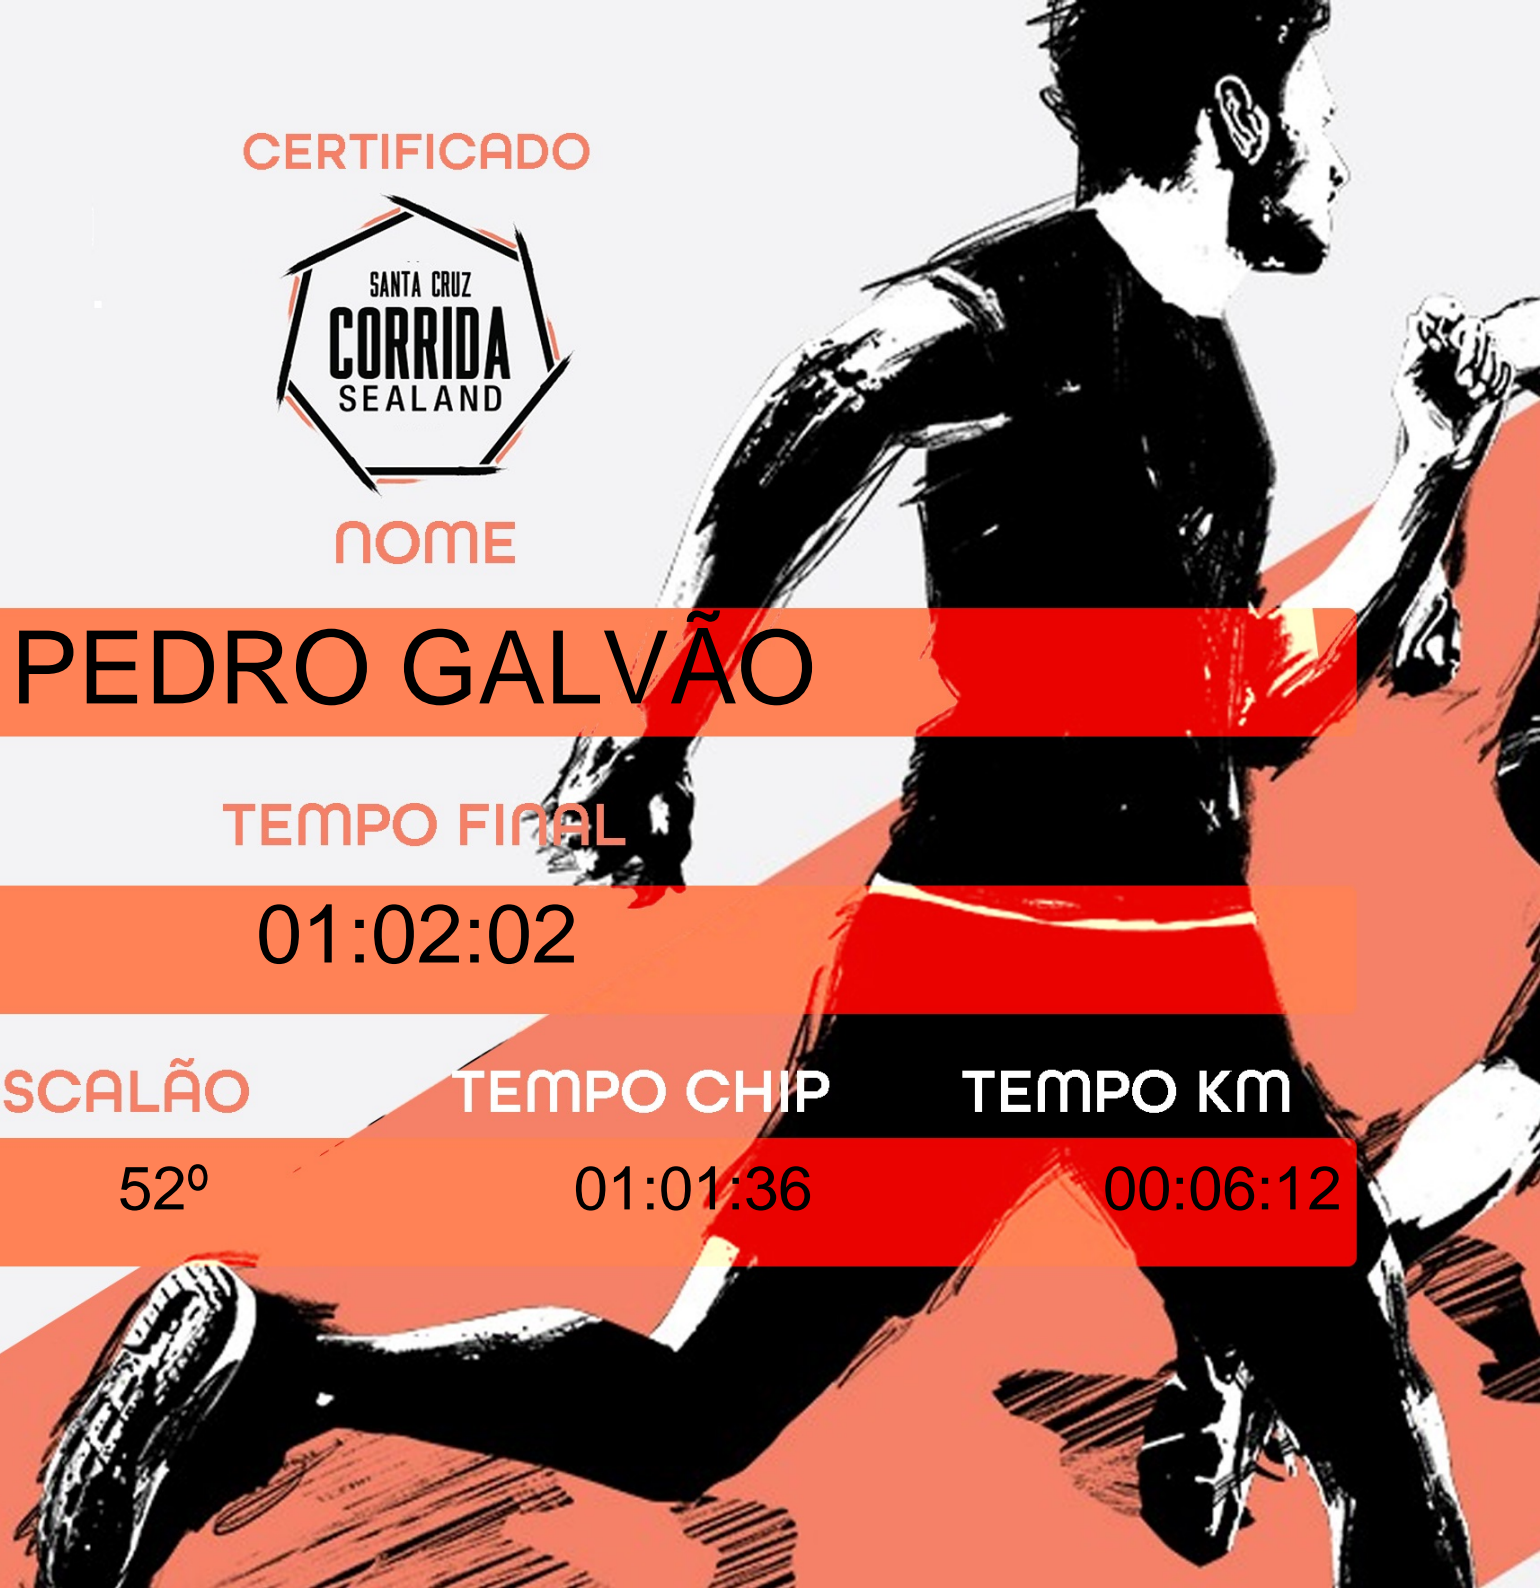 CERTIFICADO
SANTA CRUZ
CORRIDA
SEALAND
NOME
PEDRO GALVÃO
TEMPO FINAL
01:02:02
SCALÃO TEMPO CHIP TEMPO KM
52º 01:01:36 00:06:12